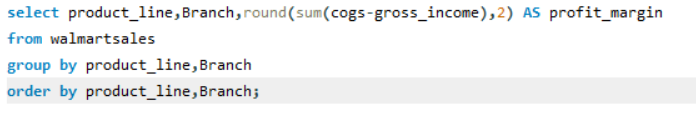 select product_line,Branch,round(sum(cogs-gross_income),2) AS profit_margin
from walmartsales
group by product_line,Branch
order by product_line,Branch;